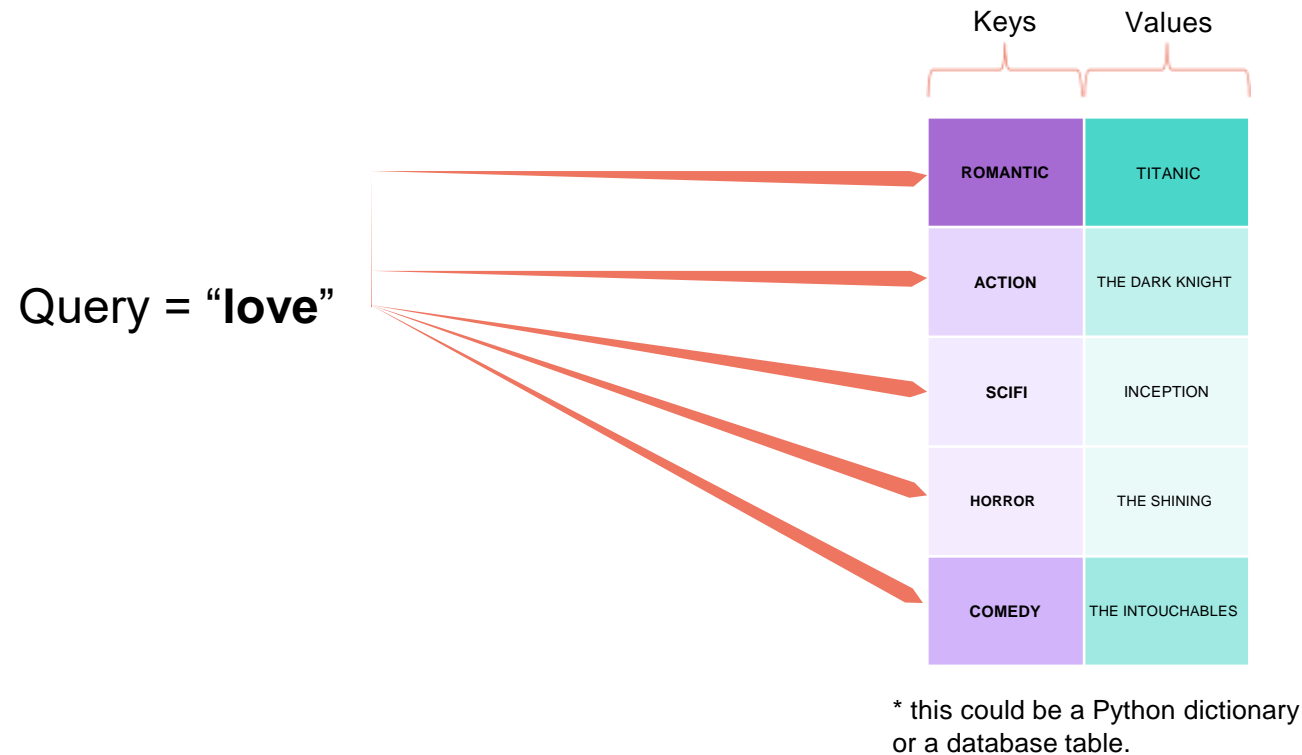 Keys Values
ROMANTIC TITANIC
ACTION THE DARK KNIGHT
Query = “love”
SCIFI INCEPTION
HORROR THE SHINING
COMEDY THE INTOUCHABLES
* this could be a Python dictionary
or a database table.